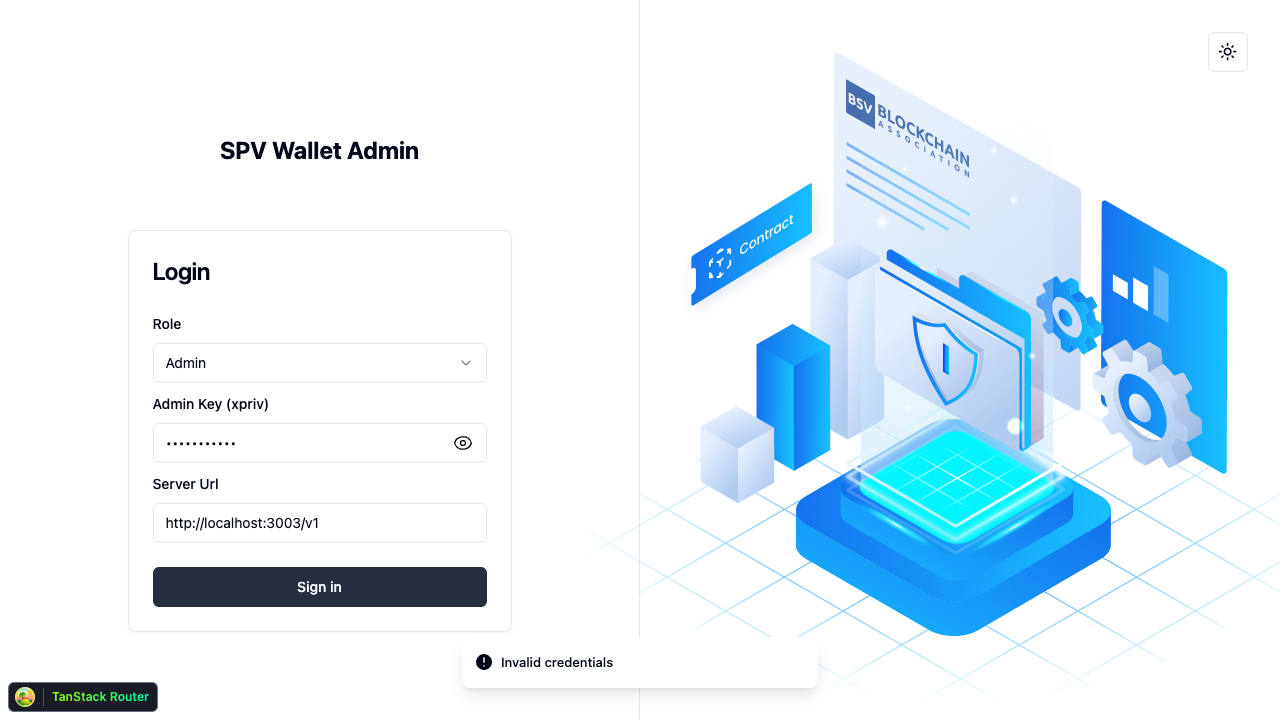 SPV Wallet Admin
Login
Role
Admin
Admin Key (xpriv)
•••••••••••
Server Url
http://localhost:3003/v1
Sign in
BSV BLOCKCHAIN
ASSOCIATION
Contract
Invalid credentials
TanStack Router